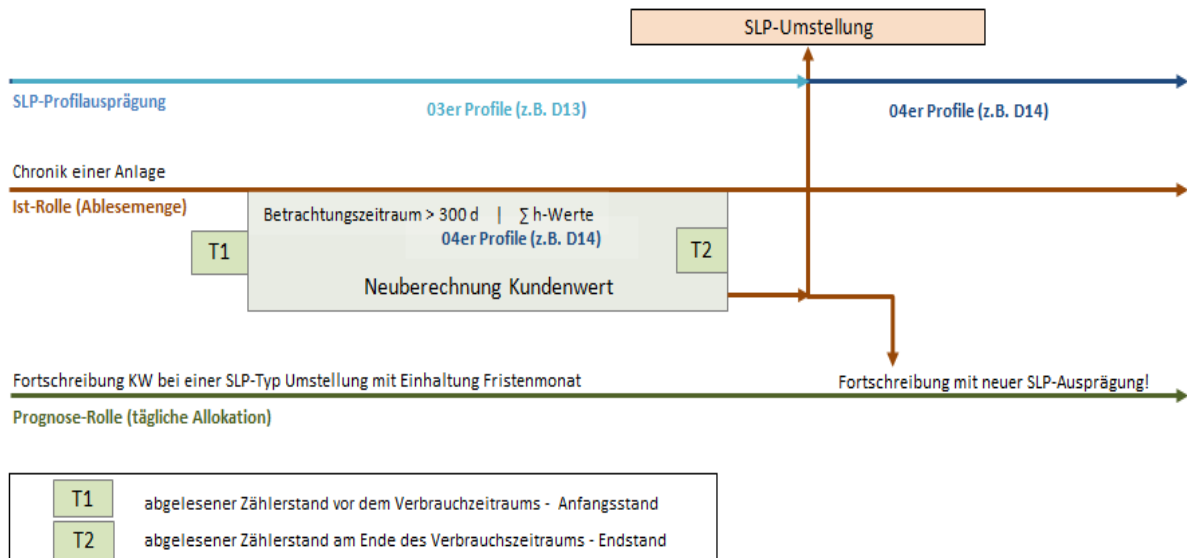 SLP-Umstellung
SLP-Profilausprägung
03er Profile (z.B. D13)
04er Profile (z.B. D14)
Chronik einer Anlage
Ist-Rolle (Ablesemenge)
Betrachtungszeitraum > 300 d | ∑ h-Werte
04er Profile (z.B. D14)
T1
T2
Neuberechnung Kundenwert
Fortschreibung KW bei einer SLP-Typ Umstellung mit Einhaltung Fristenmonat
Fortschreibung mit neuer SLP-Ausprägung!
Prognose-Rolle (tägliche Allokation)
T1 abgelesener Zählerstand vor dem Verbrauchzeitraums - Anfangsstand
T2 abgelesener Zählerstand am Ende des Verbrauchszeitraums - Endstand